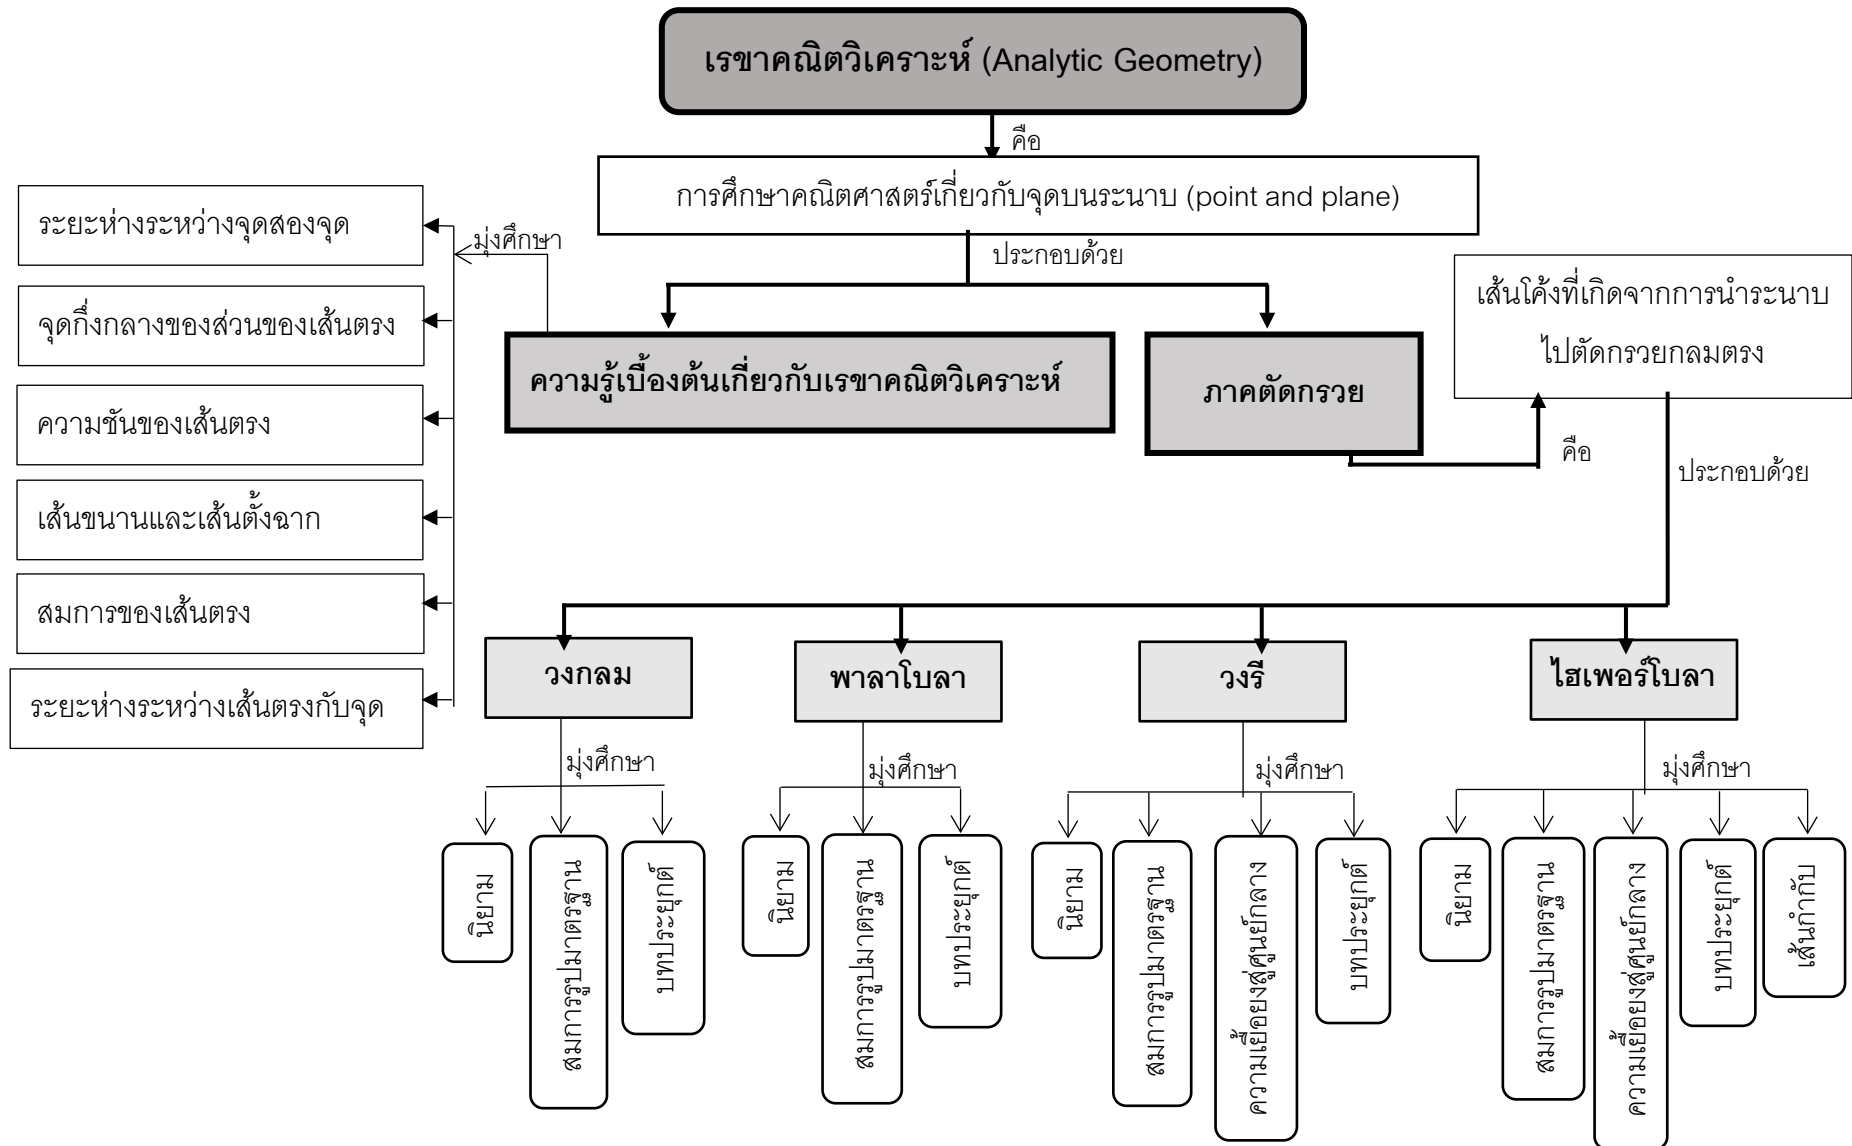 เรขาคณิตวิเคราะห์ (Analytic Geometry)
คือ
การศึกษาคณิตศาสตร์เกี่ยวกับจุดบนระนาบ (point and plane)
ประกอบด้วย
ความรู้เบื้องต้นเกี่ยวกับเรขาคณิตวิเคราะห์
มุ่งศึกษา
ระยะห่างระหว่างจุดสองจุด
จุดกึ่งกลางของส่วนของเส้นตรง
ความชันของเส้นตรง
เส้นขนานและเส้นตั้งฉาก
สมการของเส้นตรง
ระยะห่างระหว่างเส้นตรงกับจุด
ภาคตัดกรวย
คือ
เส้นโค้งที่เกิดจากการนำระนาบ
ไปตัดกรวยกลมตรง
ประกอบด้วย
วงกลม
มุ่งศึกษา
นิยาม
สมการรูปมาตรฐาน
บทประยุกต์
พาลาโบลา
มุ่งศึกษา
นิยาม
สมการรูปมาตรฐาน
บทประยุกต์
วงรี
มุ่งศึกษา
นิยาม
สมการรูปมาตรฐาน
ความเยื้อยงสู่ศูนย์กลาง
บทประยุกต์
ไฮเพอร์โบลา
มุ่งศึกษา
นิยาม
สมการรูปมาตรฐาน
ความเยื้อยงสู่ศูนย์กลาง
บทประยุกต์
เส้นกำกับ